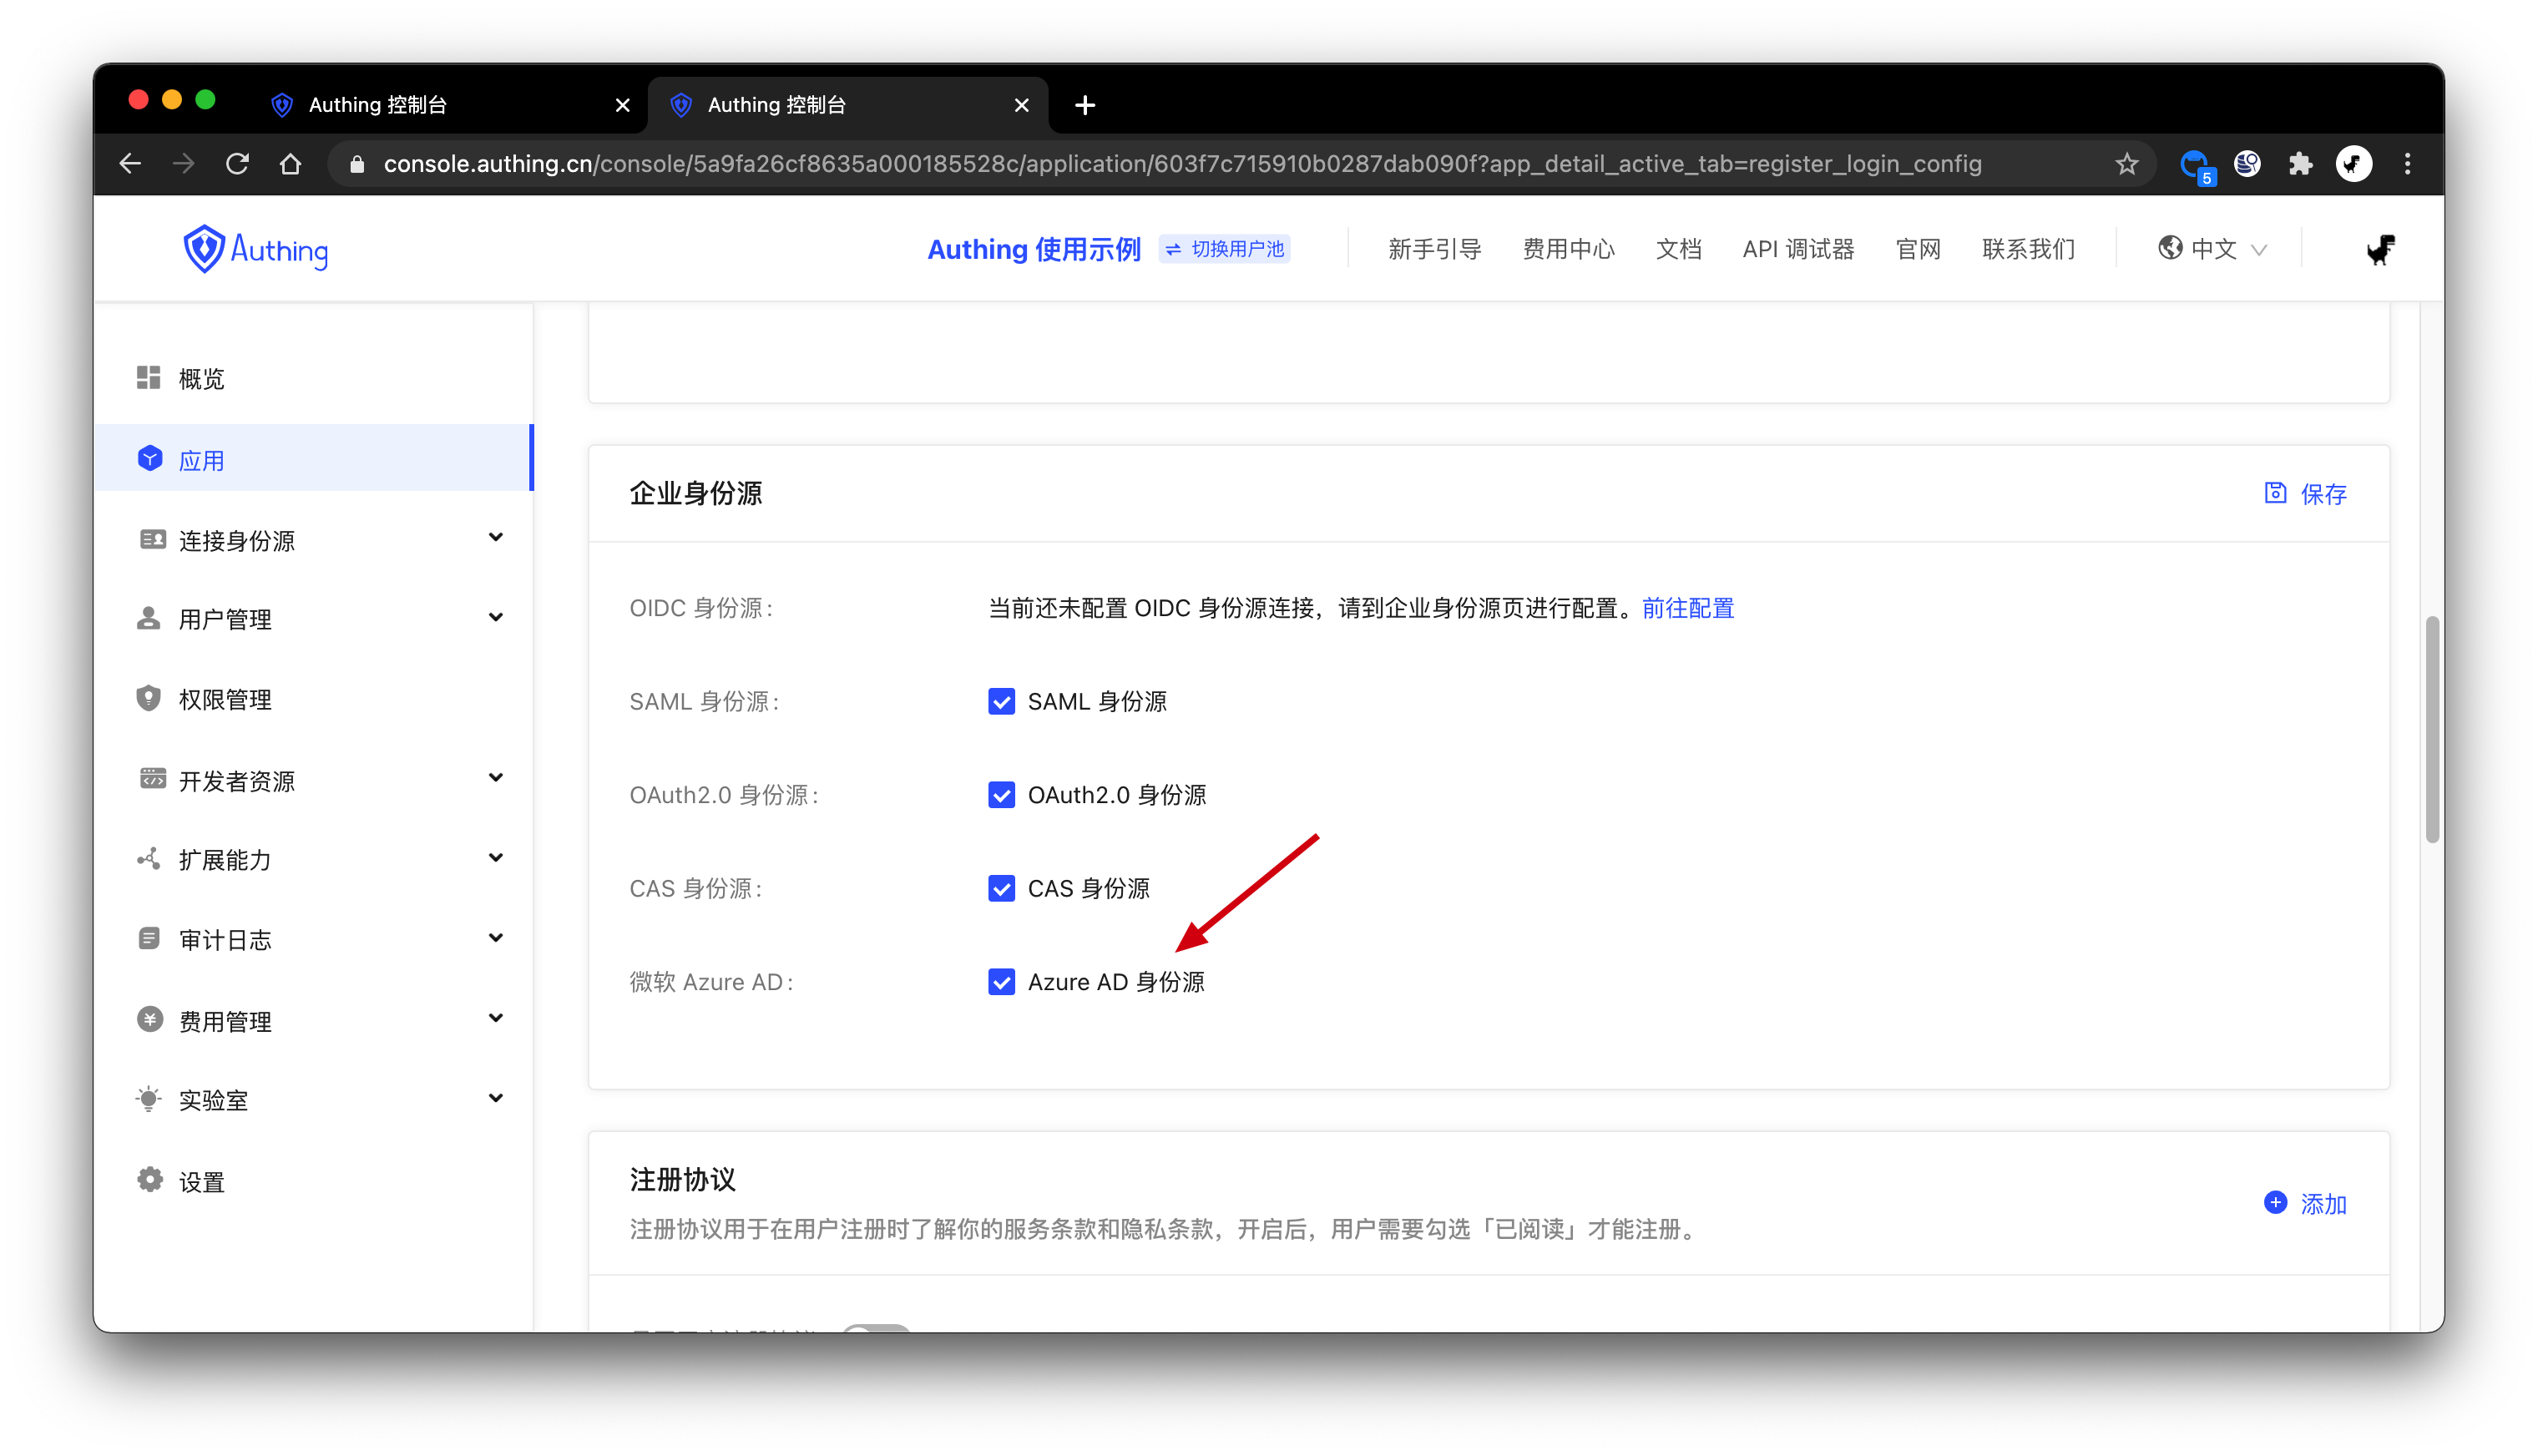 Authing 控制台
Authing 控制台
console.authing.cn/console/5a9fa26cf8635a000185528c/application/603f7c715910b0287dab090f?app_detail_active_tab=register_login_config
5
Authing
Authing 使用示例
切换用户池
新手引导
费用中心
文档
API 调试器
官网
联系我们
中文
概览
应用
连接身份源
用户管理
权限管理
开发者资源
扩展能力
审计日志
费用管理
实验室
设置
企业身份源
保存
OIDC 身份源:
当前还未配置 OIDC 身份源连接，请到企业身份源页进行配置。前往配置
SAML 身份源:
SAML 身份源
OAuth2.0 身份源:
OAuth2.0 身份源
CAS 身份源:
CAS 身份源
微软 Azure AD:
Azure AD 身份源
注册协议
添加
注册协议用于在用户注册时了解你的服务条款和隐私条款，开启后，用户需要勾选「已阅读」才能注册。